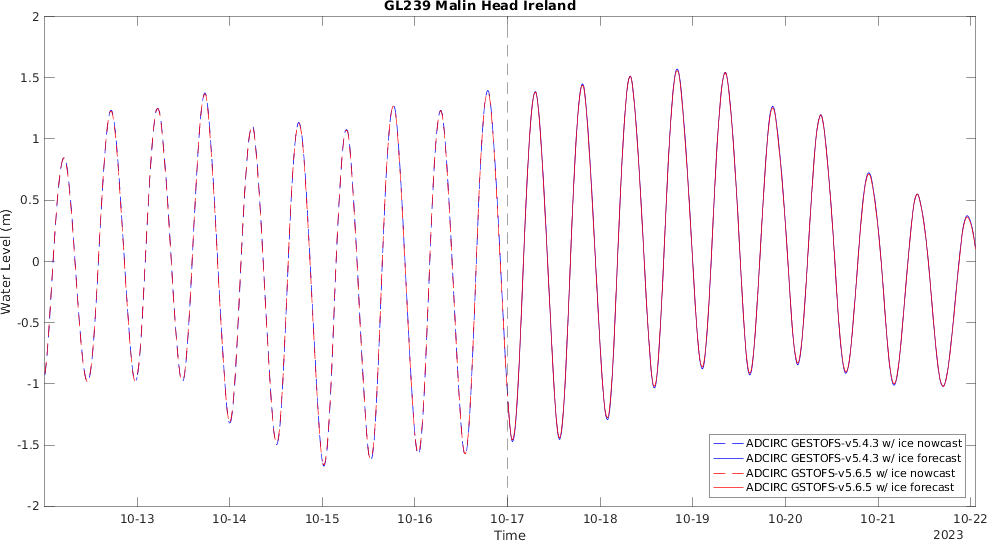 GL239 Malin Head Ireland
2
1.5
1
0.5
0
-0.5
-1
-1.5
-2
Water Level (m)
10-13 10-14 10-15 10-16 10-17 10-18 10-19 10-20 10-21 10-22
Time
2023
ADCIRC GESTOFS-v5.4.3 w/ ice nowcast
ADCIRC GESTOFS-v5.4.3 w/ ice forecast
ADCIRC GSTOFS-v5.6.5 w/ ice nowcast
ADCIRC GSTOFS-v5.6.5 w/ ice forecast